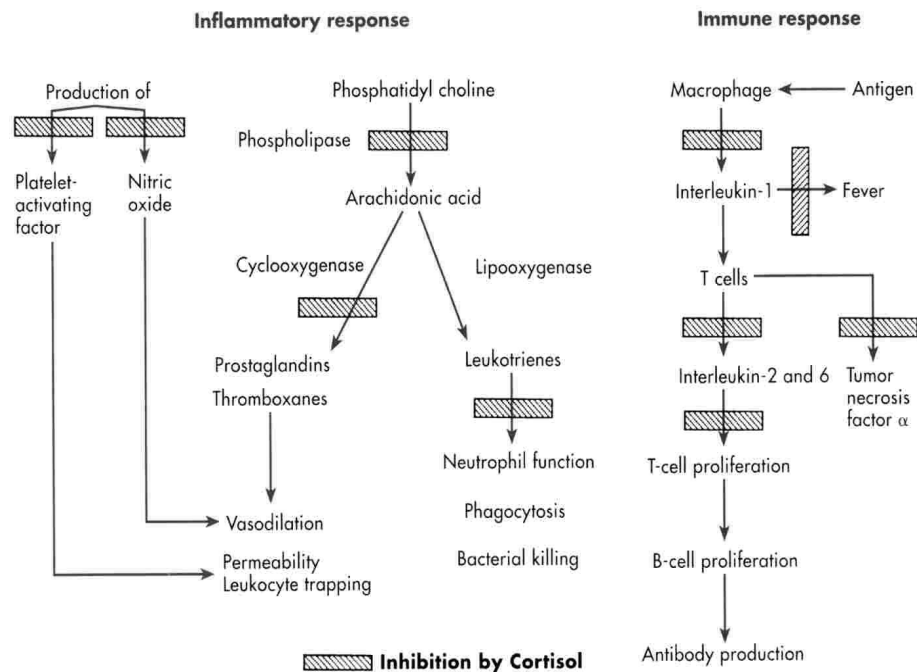 Inflammatory response
Immune response
Production of
Platelet-
activating
factor
Nitric
oxide
Phosphatidyl choline
Phospholipase
Arachidonic acid
Cyclooxygenase
Lipooxygenase
Prostaglandins
Thromboxanes
Leukotrienes
Neutrophil function
Phagocytosis
Bacterial killing
Vasodilation
Permeability
Leukocyte trapping
Macrophage
Antigen
Interleukin-1
Fever
T cells
Interleukin-2 and 6
Tumor
necrosis
factor α
T-cell proliferation
B-cell proliferation
Antibody production
Inhibition by Cortisol